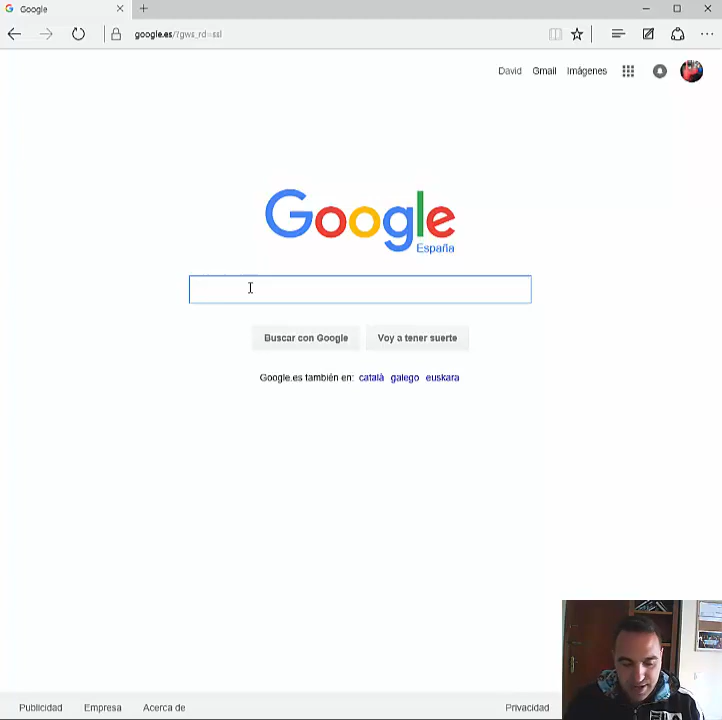 Google
google.es/?gws_rd=ssl
David Gmail Imágenes
Google
España
Buscar con Google Voy a tener suerte
Google.es también en: català galego euskara
Publicidad Empresa Acerca de Privacidad